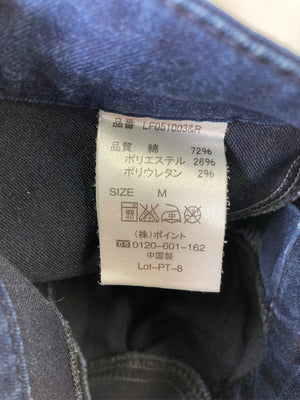 品番 LF051003&R
品質 綿 72%
ポリエステル 26%
ポリウレタン 2%
SIZE M
(株)ポイント
0120-601-162
中国製
Lot-PT-8